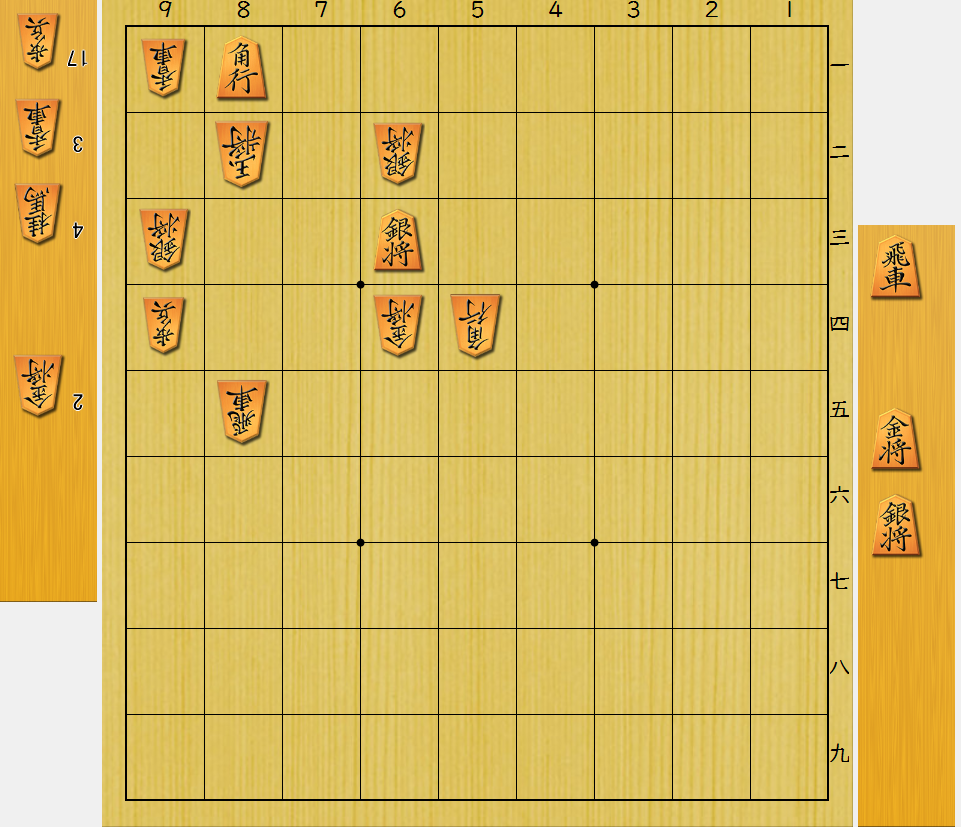 9 8 7 6 5 4 3 2 1
歩兵 17
香車 3
桂馬 4
金将 2
香車 角行 一
玉将 銀将 二
銀将 銀将 三
歩兵 金将 角行 四
飛車 五
六
七
八
九
飛車
金将
銀将